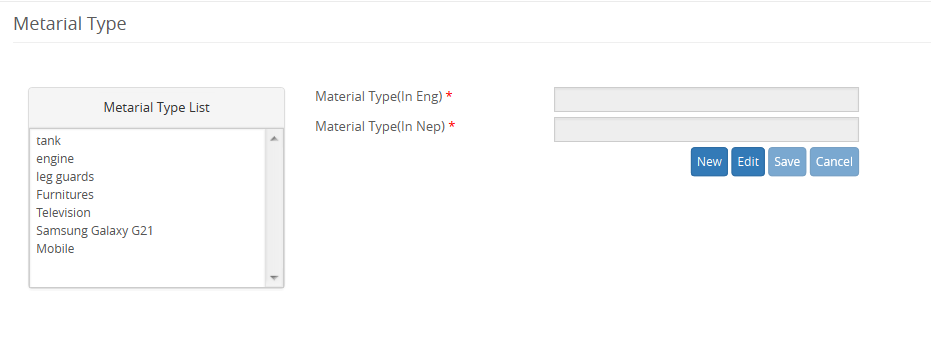 Metarial Type
Metarial Type List
tank
engine
leg guards
Furnitures
Television
Samsung Galaxy G21
Mobile
Material Type(In Eng) *
Material Type(In Nep) *
New Edit Save Cancel